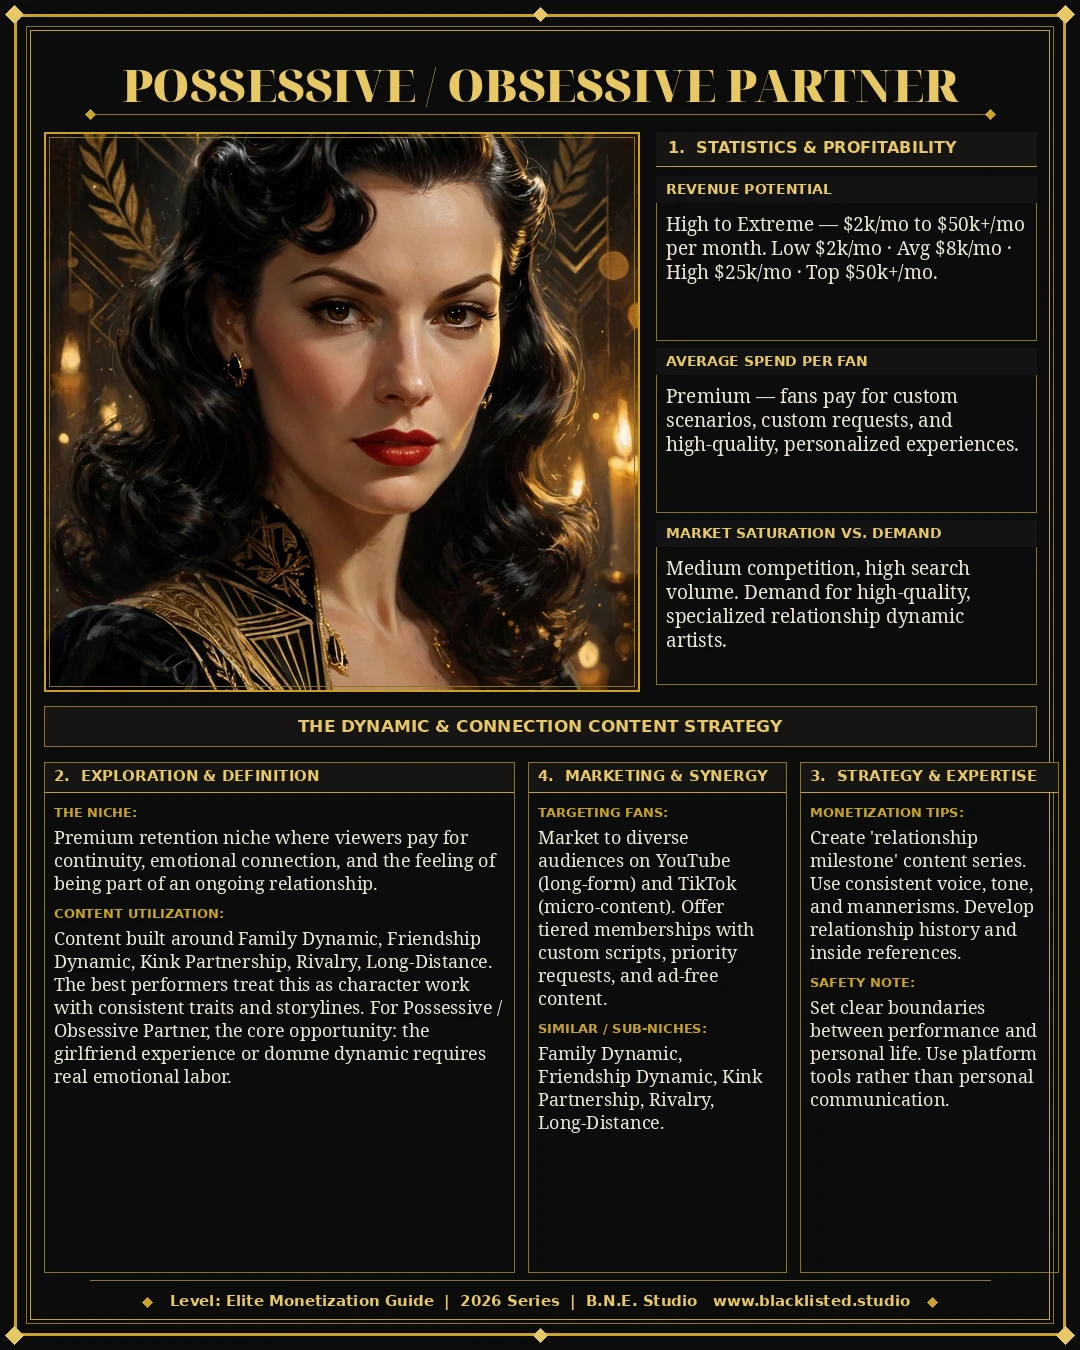 POSSESSIVE / OBSESSIVE PARTNER
1. STATISTICS & PROFITABILITY
REVENUE POTENTIAL
High to Extreme — $2k/mo to $50k+/mo
per month. Low $2k/mo · Avg $8k/mo ·
High $25k/mo · Top $50k+/mo.
AVERAGE SPEND PER FAN
Premium — fans pay for custom
scenarios, custom requests, and
high-quality, personalized experiences.
MARKET SATURATION VS. DEMAND
Medium competition, high search
volume. Demand for high-quality,
specialized relationship dynamic
artists.
THE DYNAMIC & CONNECTION CONTENT STRATEGY
2. EXPLORATION & DEFINITION
THE NICHE:
Premium retention niche where viewers pay for
continuity, emotional connection, and the feeling of
being part of an ongoing relationship.
CONTENT UTILIZATION:
Content built around Family Dynamic, Friendship
Dynamic, Kink Partnership, Rivalry, Long-Distance.
The best performers treat this as character work
with consistent traits and storylines. For Possessive /
Obsessive Partner, the core opportunity: the
girlfriend experience or domme dynamic requires
real emotional labor.
4. MARKETING & SYNERGY
TARGETING FANS:
Market to diverse
audiences on YouTube
(long-form) and TikTok
(micro-content). Offer
tiered memberships with
custom scripts, priority
requests, and ad-free
content.
SIMILAR / SUB-NICHES:
Family Dynamic,
Friendship Dynamic, Kink
Partnership, Rivalry,
Long-Distance.
3. STRATEGY & EXPERTISE
MONETIZATION TIPS:
Create 'relationship
milestone' content series.
Use consistent voice, tone,
and mannerisms. Develop
relationship history and
inside references.
SAFETY NOTE:
Set clear boundaries
between performance and
personal life. Use platform
tools rather than personal
communication.
Level: Elite Monetization Guide | 2026 Series | B.N.E. Studio www.blacklisted.studio